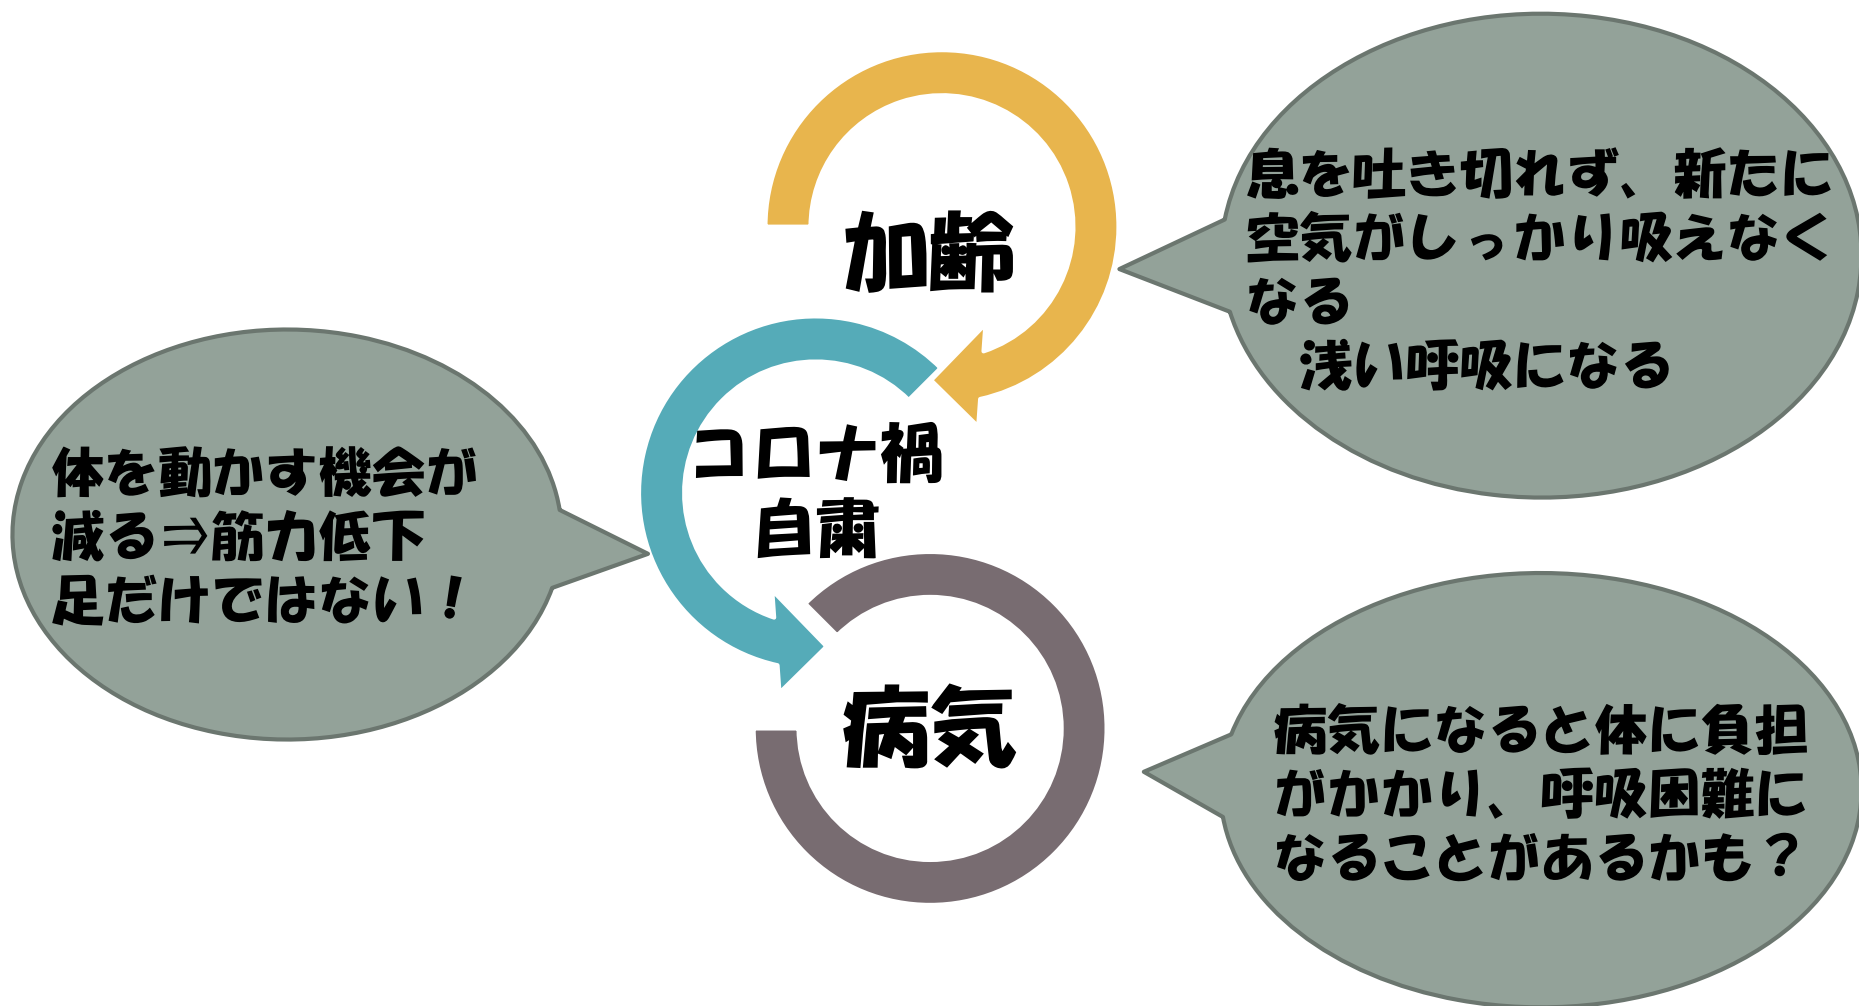 加齢
息を吐き切れず、新たに
空気がしっかり吸えなく
なる
浅い呼吸になる
コロナ禍
自粛
体を動かす機会が
減る⇒筋力低下
足だけではない！
病気
病気になると体に負担
がかかり、呼吸困難に
なることがあるかも？